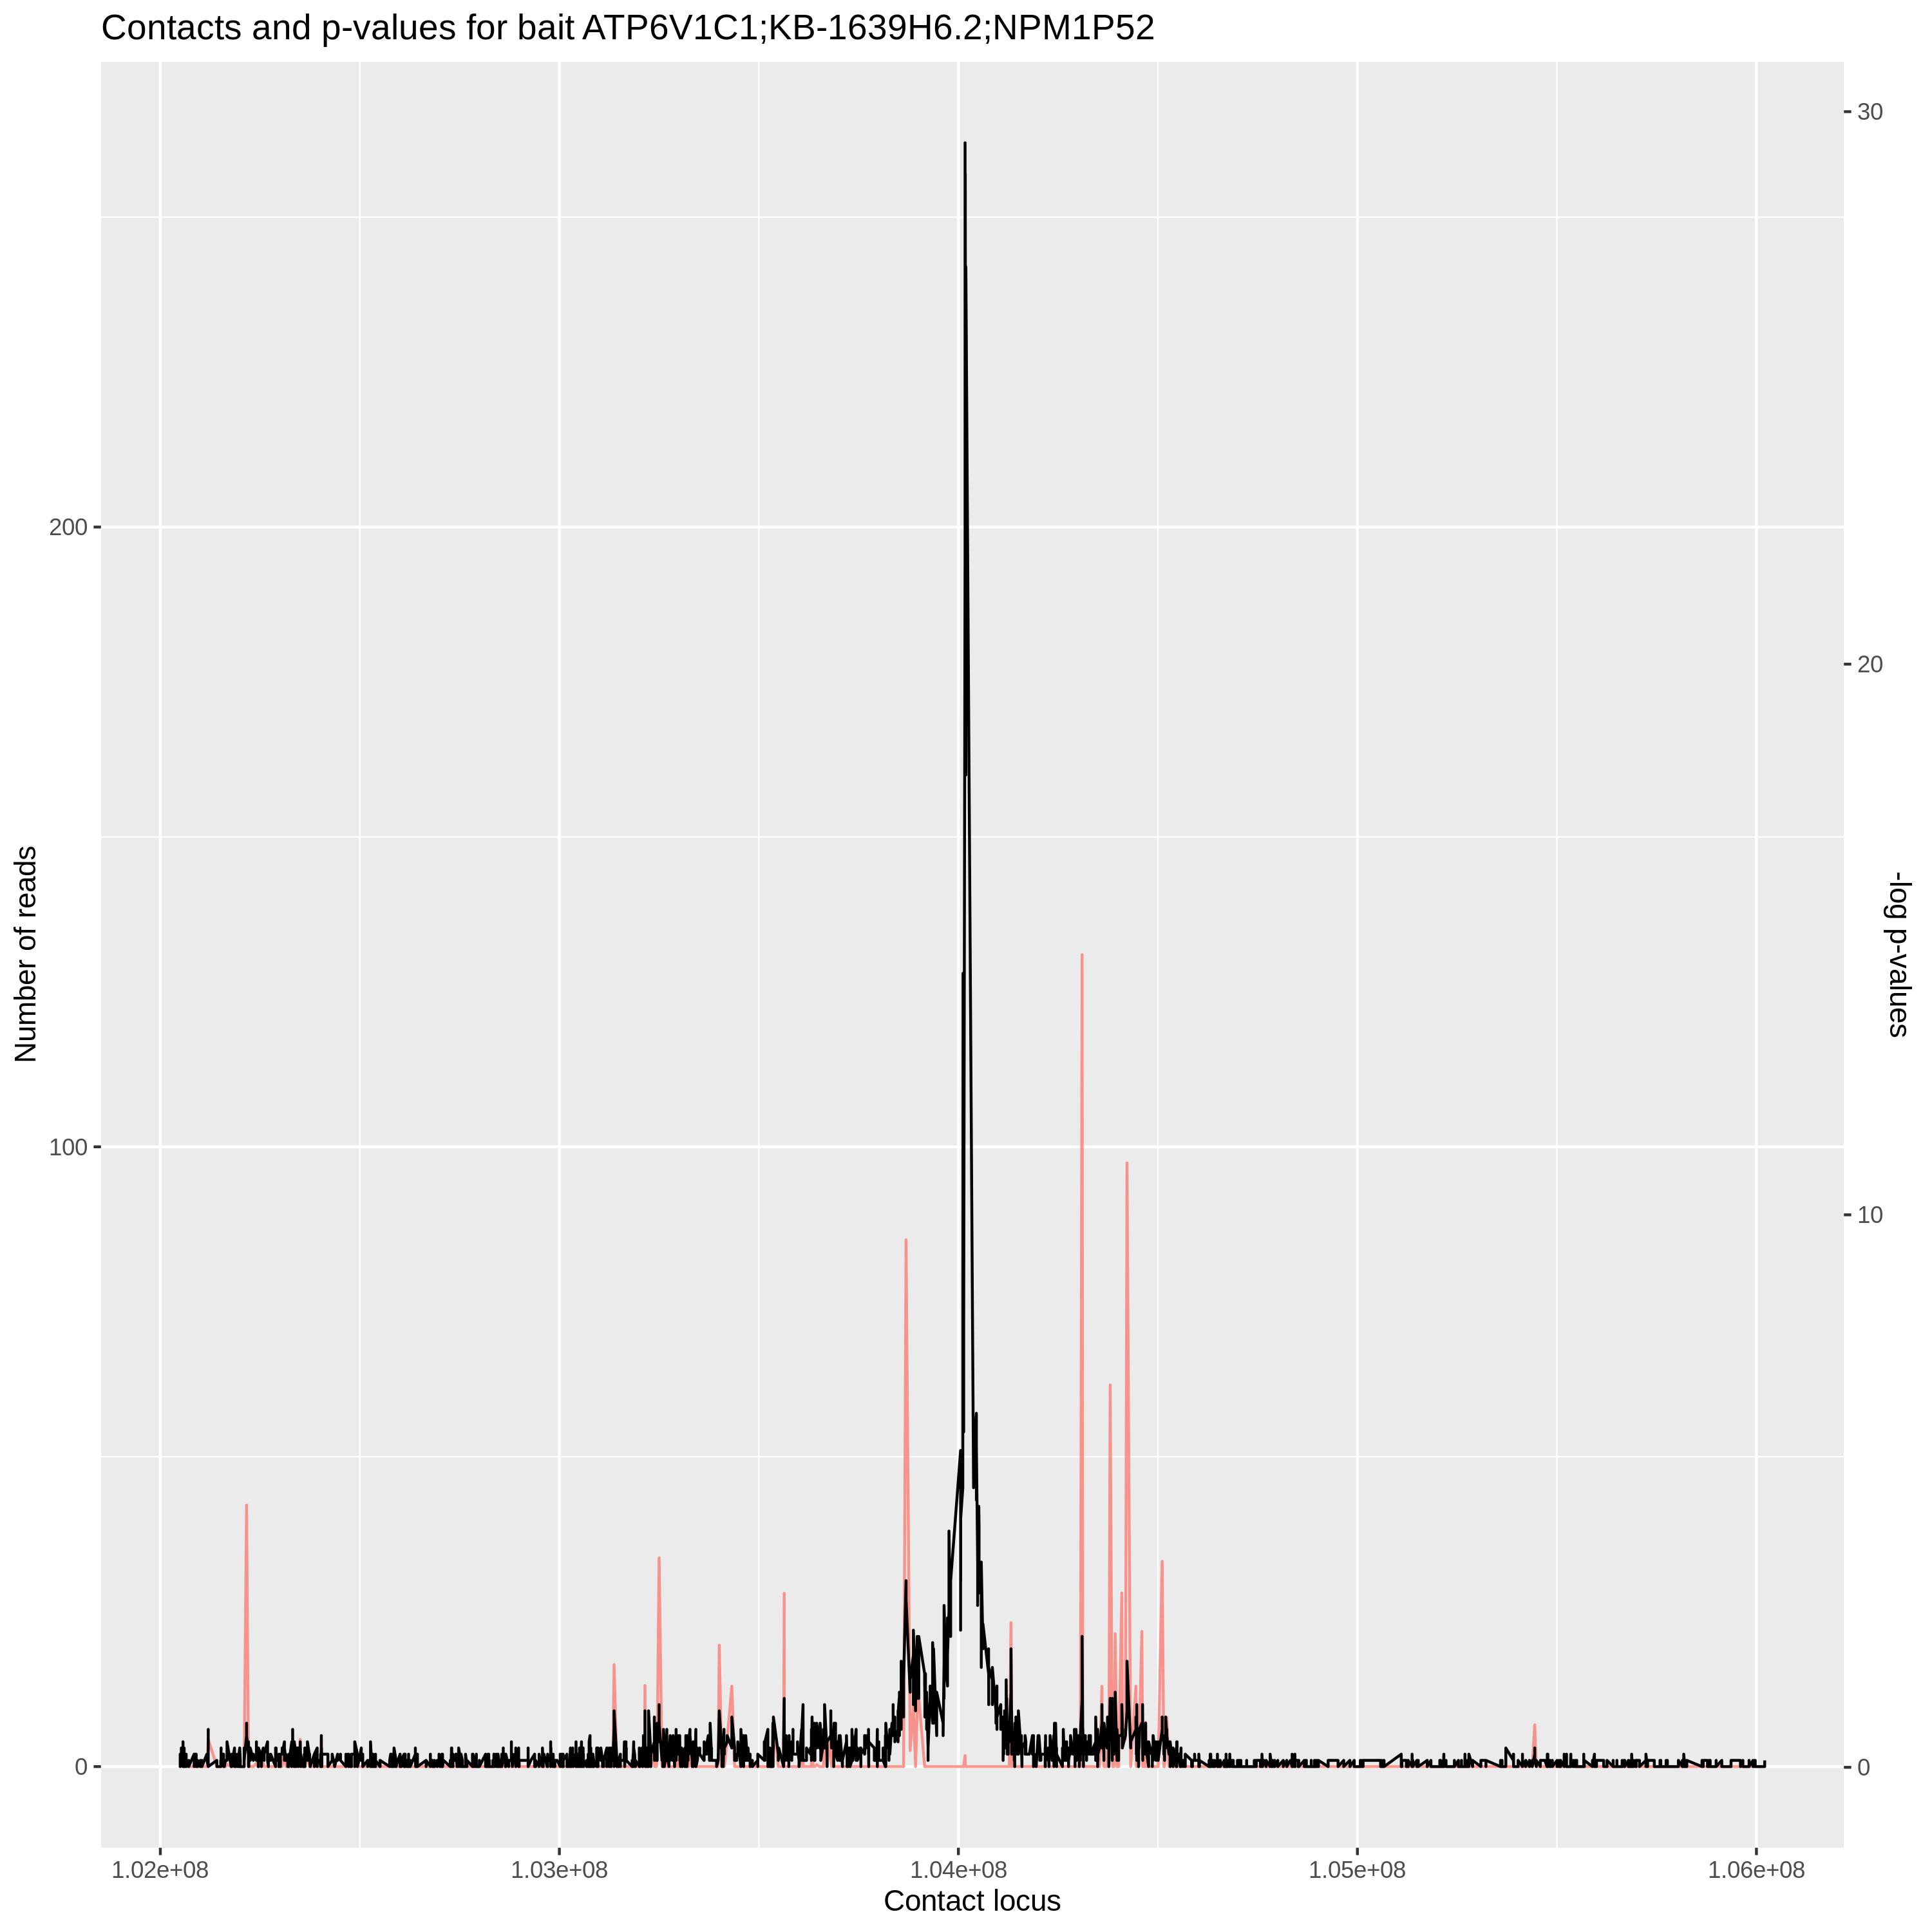 Contacts and p-values for bait ATP6V1C1;KB-1639H6.2;NPM1P52
30
200
20
Number of reads
-log p-values
100
10
0
0
1.02e+08
1.03e+08
1.04e+08
1.05e+08
1.06e+08
Contact locus